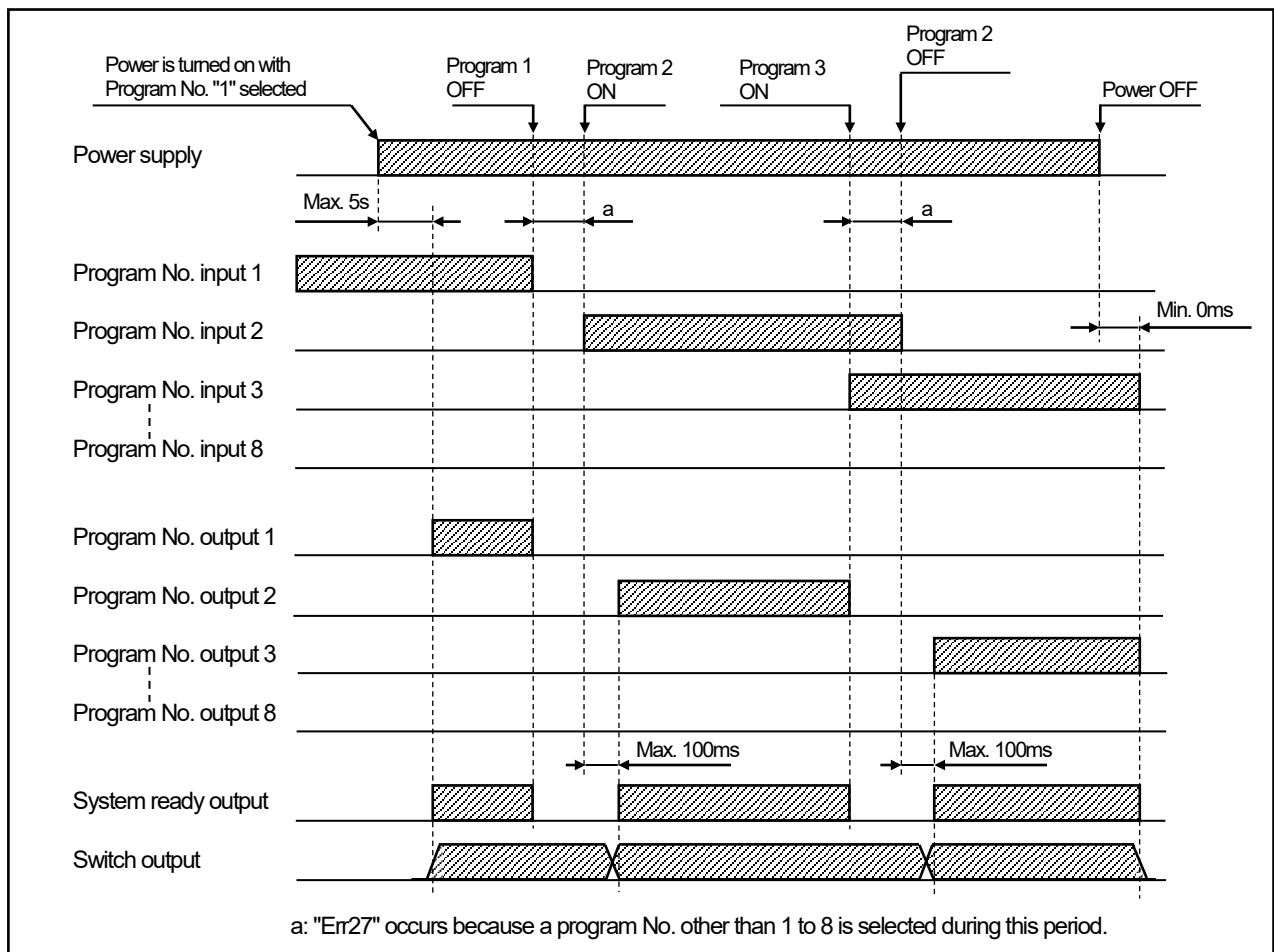 Power is turned on with
Program No. "1" selected
Program 1
OFF
Program 2
ON
Program 3
ON
Program 2
OFF
Power OFF
Power supply
Max. 5s
a
a
Program No. input 1
Program No. input 2
Min. 0ms
Program No. input 3
Program No. input 8
Program No. output 1
Program No. output 2
Program No. output 3
Program No. output 8
Max. 100ms
Max. 100ms
System ready output
Switch output
a: "Err27" occurs because a program No. other than 1 to 8 is selected during this period.